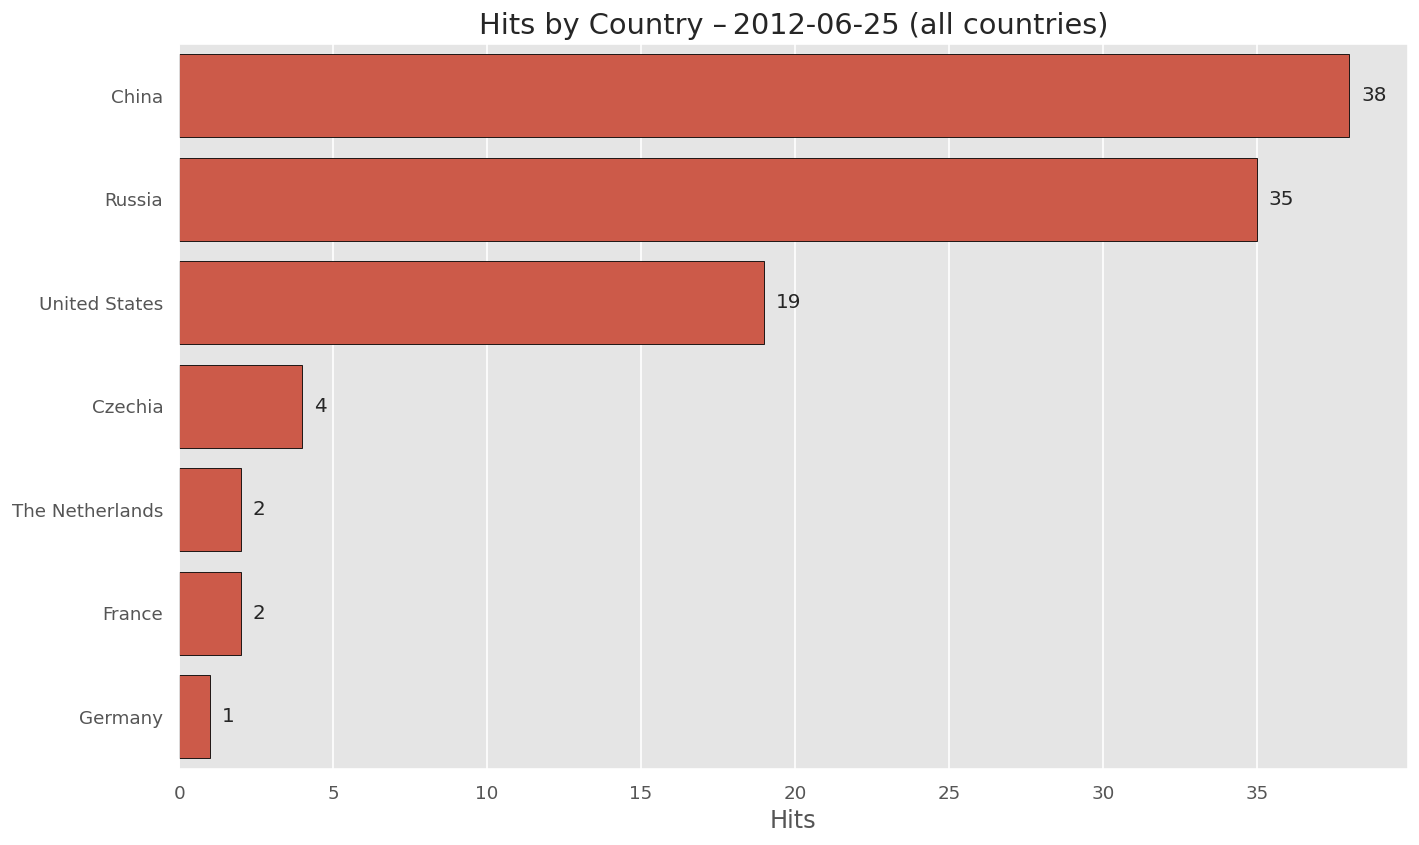 Hits by Country – 2012-06-25 (all countries)
China 38
Russia 35
United States 19
Czechia 4
The Netherlands 2
France 2
Germany 1
0 5 10 15 20 25 30 35
Hits